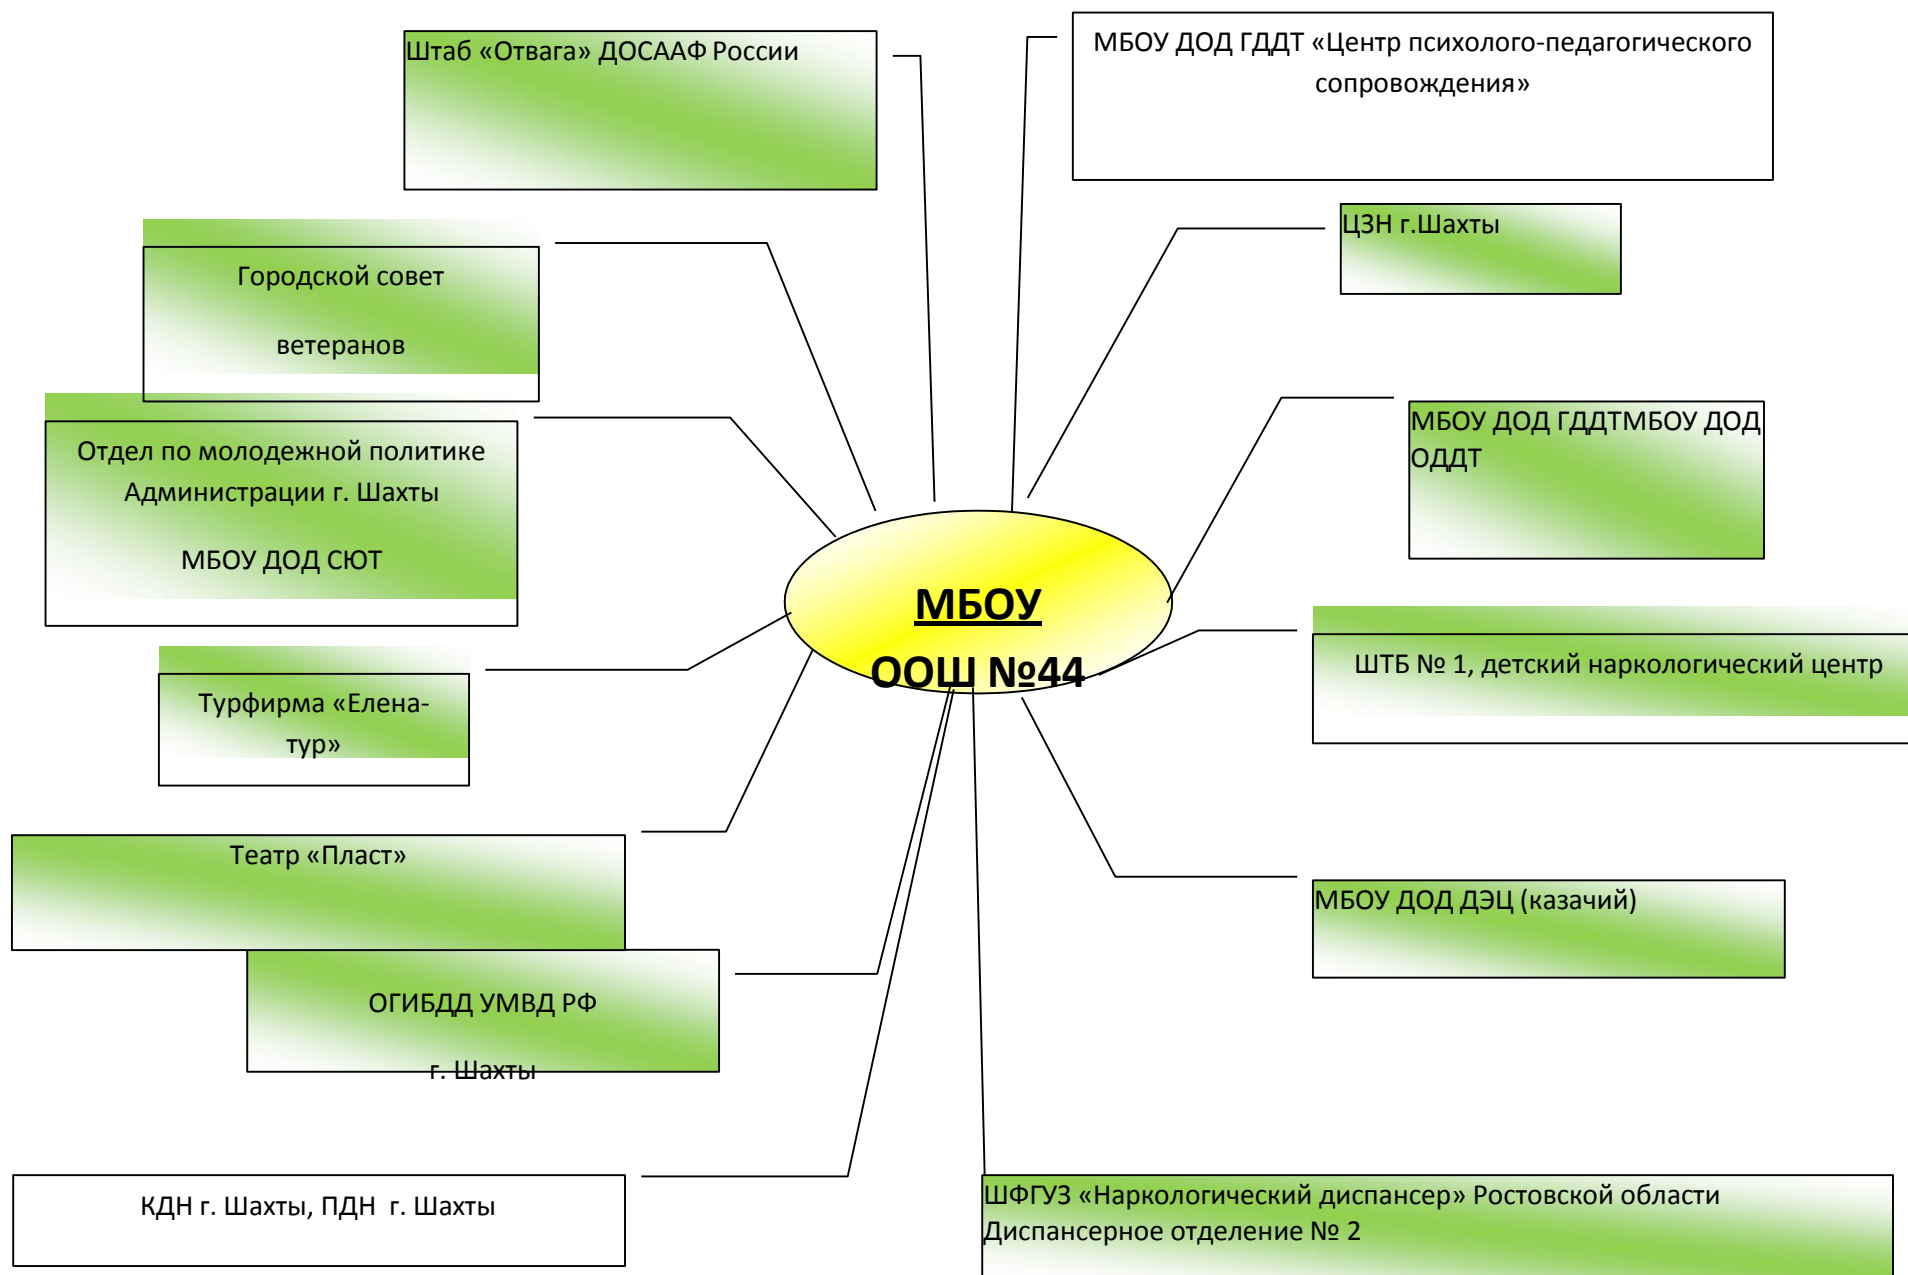 Штаб «Отвага» ДОСААФ России
МБОУ ДОД ГДДТ «Центр психолого-педагогического
сопровождения»
ЦЗН г.Шахты
Городской совет
ветеранов
МБОУ ДОД ГДДТМБОУ ДОД
ОДДТ
Отдел по молодежной политике
Администрации г. Шахты
МБОУ ДОД СЮТ
МБОУ
ООШ №44
ШТБ № 1, детский наркологический центр
Турфирма «Елена-
тур»
Театр «Пласт»
МБОУ ДОД ДЭЦ (казачий)
ОГИБДД УМВД РФ
г. Шахты
КДН г. Шахты, ПДН г. Шахты
ШФГУЗ «Наркологический диспансер» Ростовской области
Диспансерное отделение № 2